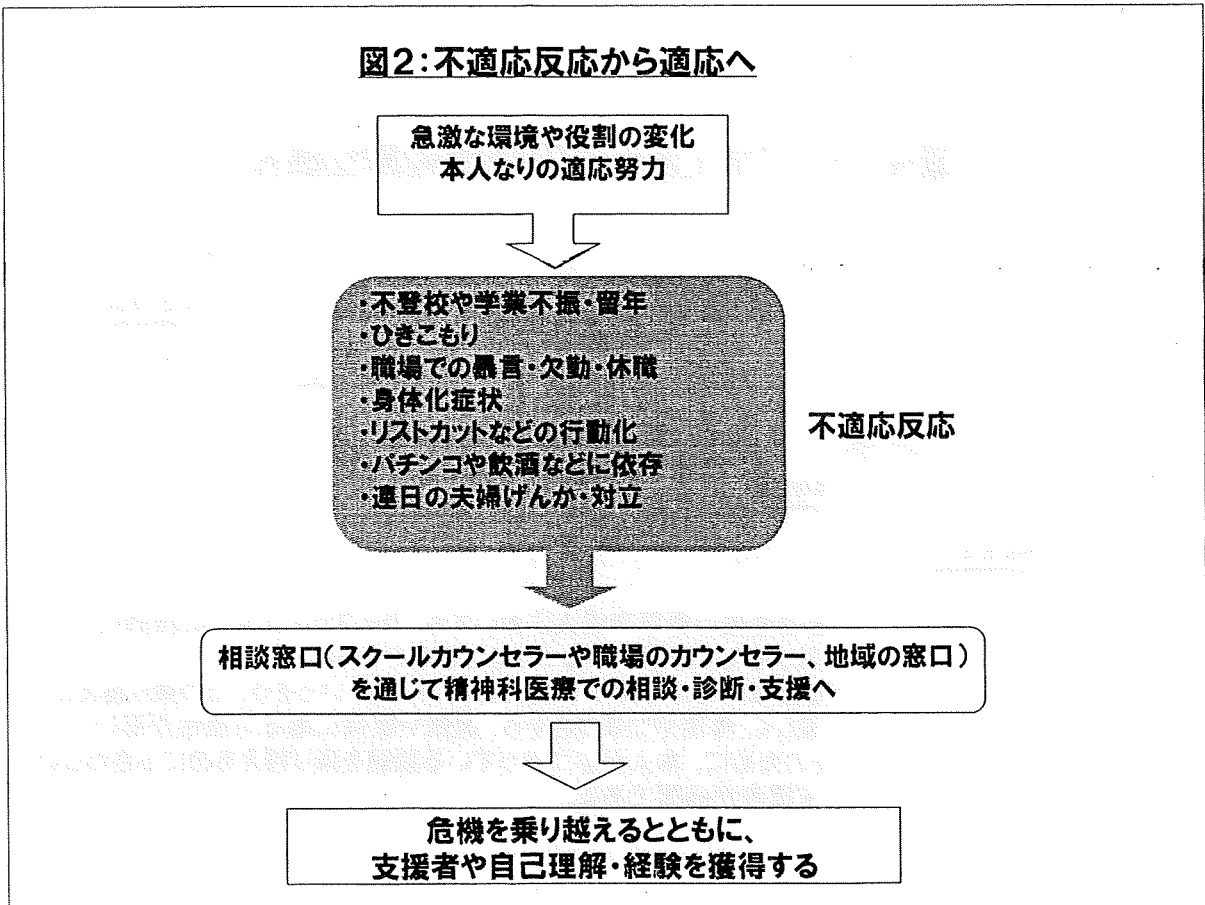 図2:不適応反応から適応へ
急激な環境や役割の変化
本人なりの適応努力
・不登校や学業不振・留年
・ひきこもり
・職場での暴言・欠勤・休職
・身体化症状
・リストカットなどの行動化
・パチンコや飲酒などに依存
・連日の夫婦げんか・対立
不適応反応
相談窓口(スクールカウンセラーや職場のカウンセラー、地域の窓口)
を通じて精神科医療での相談・診断・支援へ
危機を乗り越えるとともに、
支援者や自己理解・経験を獲得する